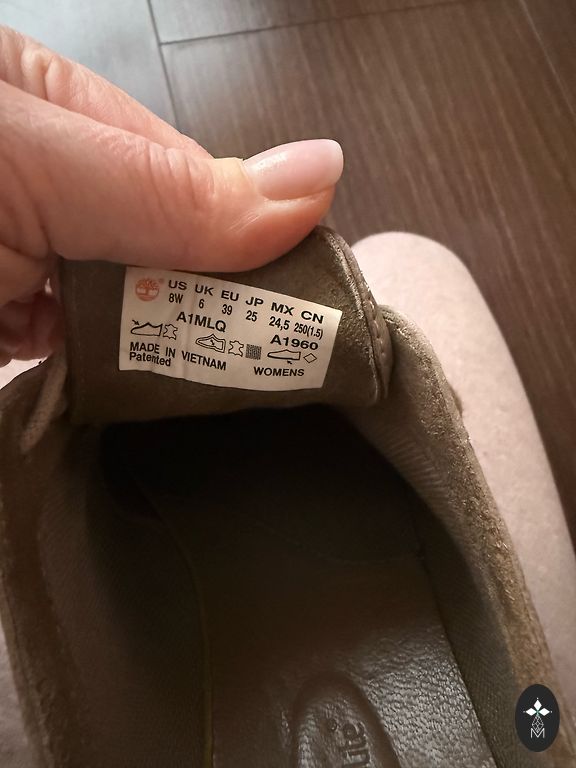 US UK EU JP MX CN
8W 6 39 25 24,5 250(1.5)
A1MLQ
A1960
MADE IN VIETNAM
Patented
WOMENS
lite
M